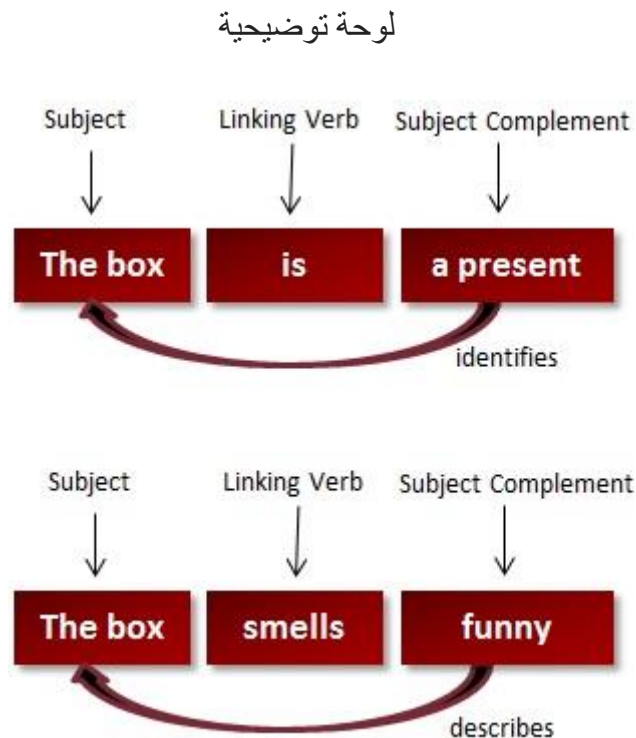 لوحة توضيحية
Subject Linking Verb Subject Complement
The box is a present
identifies
Subject Linking Verb Subject Complement
The box smells funny
describes